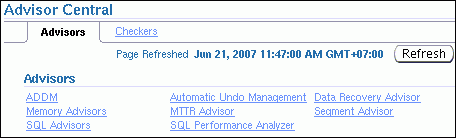 Advisor Central
Advisors Checkers
Page Refreshed Jun 21, 2007 11:47:00 AM GMT+07:00 Refresh
Advisors
ADDM Automatic Undo Management Data Recovery Advisor
Memory Advisors MTTR Advisor Segment Advisor
SQL Advisors SQL Performance Analyzer